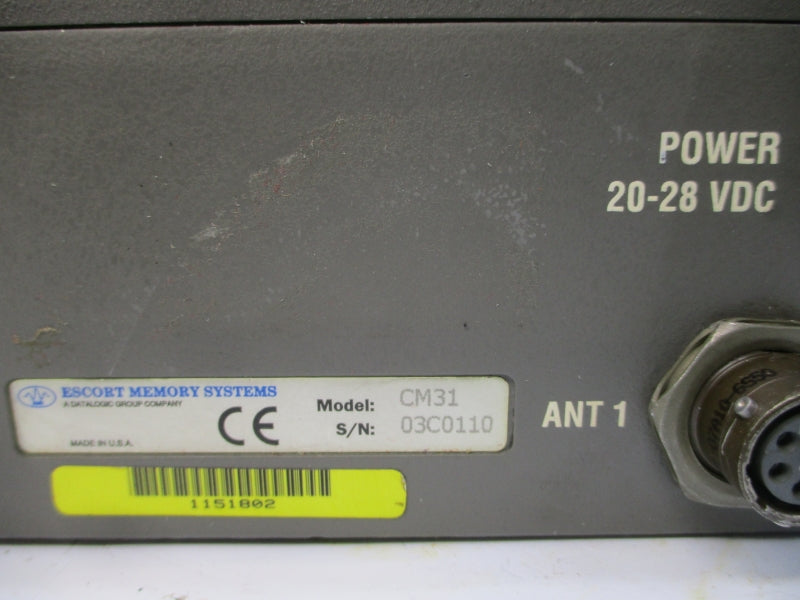 POWER
20-28 VDC
ESCORT MEMORY SYSTEMS
A DATALOGIC GROUP COMPANY
CE
MADE IN U.S.A.
Model: CM31
S/N: 03C0110
ANT 1
1151802